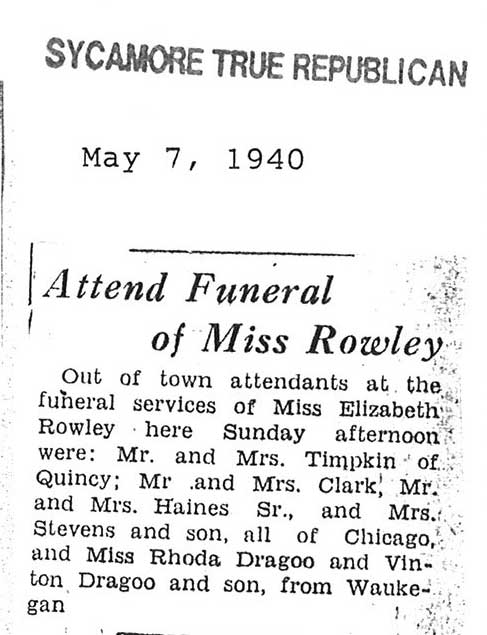 SYCAMORE TRUE REPUBLICAN
May 7, 1940
Attend Funeral
of Miss Rowley
Out of town attendants at the
funeral services of Miss Elizabeth
Rowley here Sunday afternoon
were: Mr. and Mrs. Timpkin of
Quincy; Mr .and Mrs. Clark, Mr.
and Mrs. Haines Sr., and Mrs.
Stevens and son, all of Chicago,
and Miss Rhoda Dragoo and Vin-
ton Dragoo and son, from Wauke-
gan